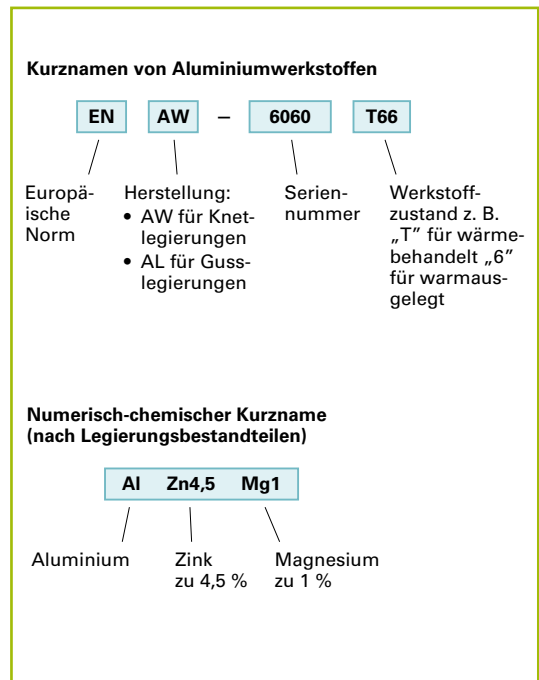 Kurznamen von Aluminiumwerkstoffen
EN AW – 6060 T66
Europä-
ische
Norm
Herstellung:
• AW für Knet-
legierungen
• AL für Guss-
legierungen
Serien-
nummer
Werkstoff-
zustand z. B.
„T” für wärme-
behandelt „6”
für warmaus-
gelegt
Numerisch-chemischer Kurzname
(nach Legierungsbestandteilen)
Al Zn4,5 Mg1
Aluminium
Zink
zu 4,5 %
Magnesium
zu 1 %